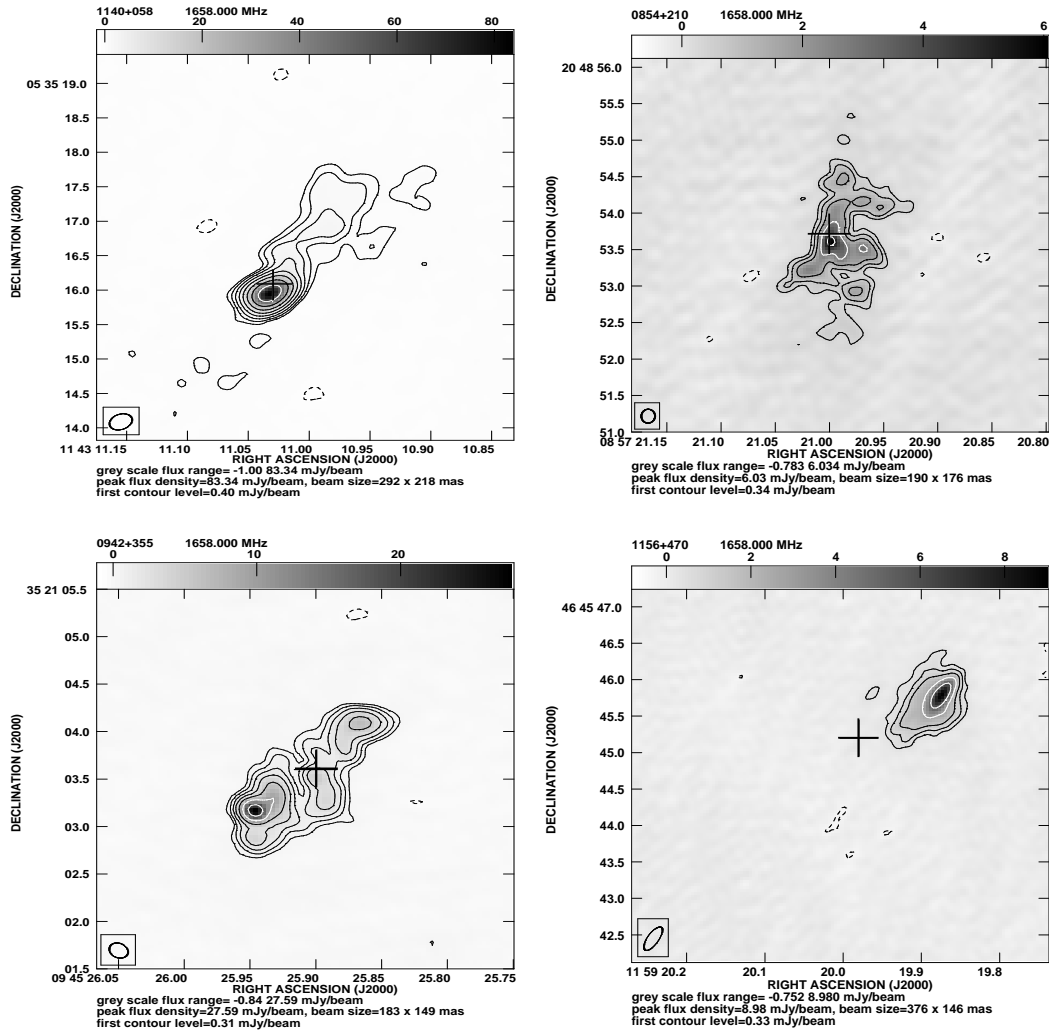 1140+058 1658.000 MHz
0 20 40 60 80
05 35 19.0
18.5
18.0
17.5
17.0
16.5
16.0
15.5
15.0
14.5
14.0
DECLINATION (J2000)
11 43 11.15 11.10 11.05 11.00 10.95 10.90 10.85
RIGHT ASCENSION (J2000)
grey scale flux range= -1.00 83.34 mJy/beam
peak flux density=83.34 mJy/beam, beam size=292 x 218 mas
first contour level=0.40 mJy/beam
0854+210 1658.000 MHz
0 2 4 6
20 48 56.0
55.5
55.0
54.5
54.0
53.5
53.0
52.5
52.0
51.5
51.0
DECLINATION (J2000)
08 57 21.15 21.10 21.05 21.00 20.95 20.90 20.85 20.80
RIGHT ASCENSION (J2000)
grey scale flux range= -0.783 6.034 mJy/beam
peak flux density=6.03 mJy/beam, beam size=190 x 176 mas
first contour level=0.34 mJy/beam
0942+355 1658.000 MHz
0 10 20
35 21 05.5
05.0
04.5
04.0
03.5
03.0
02.5
02.0
01.5
DECLINATION (J2000)
09 45 26.05 26.00 25.95 25.90 25.85 25.80 25.75
RIGHT ASCENSION (J2000)
grey scale flux range= -0.84 27.59 mJy/beam
peak flux density=27.59 mJy/beam, beam size=183 x 149 mas
first contour level=0.31 mJy/beam
1156+470 1658.000 MHz
0 2 4 6 8
46 45 47.0
46.5
46.0
45.5
45.0
44.5
44.0
43.5
43.0
42.5
DECLINATION (J2000)
11 59 20.2 20.1 20.0 19.9 19.8
RIGHT ASCENSION (J2000)
grey scale flux range= -0.752 8.980 mJy/beam
peak flux density=8.98 mJy/beam, beam size=376 x 146 mas
first contour level=0.33 mJy/beam